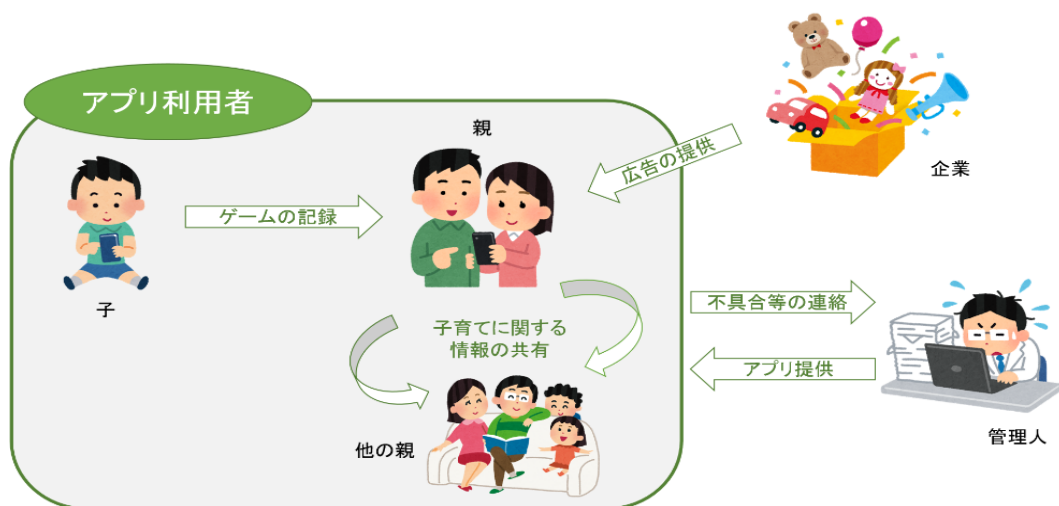 アプリ利用者
親
広告の提供
企業
ゲームの記録
子
不具合等の連絡
子育てに関する
情報の共有
アプリ提供
他の親
管理人